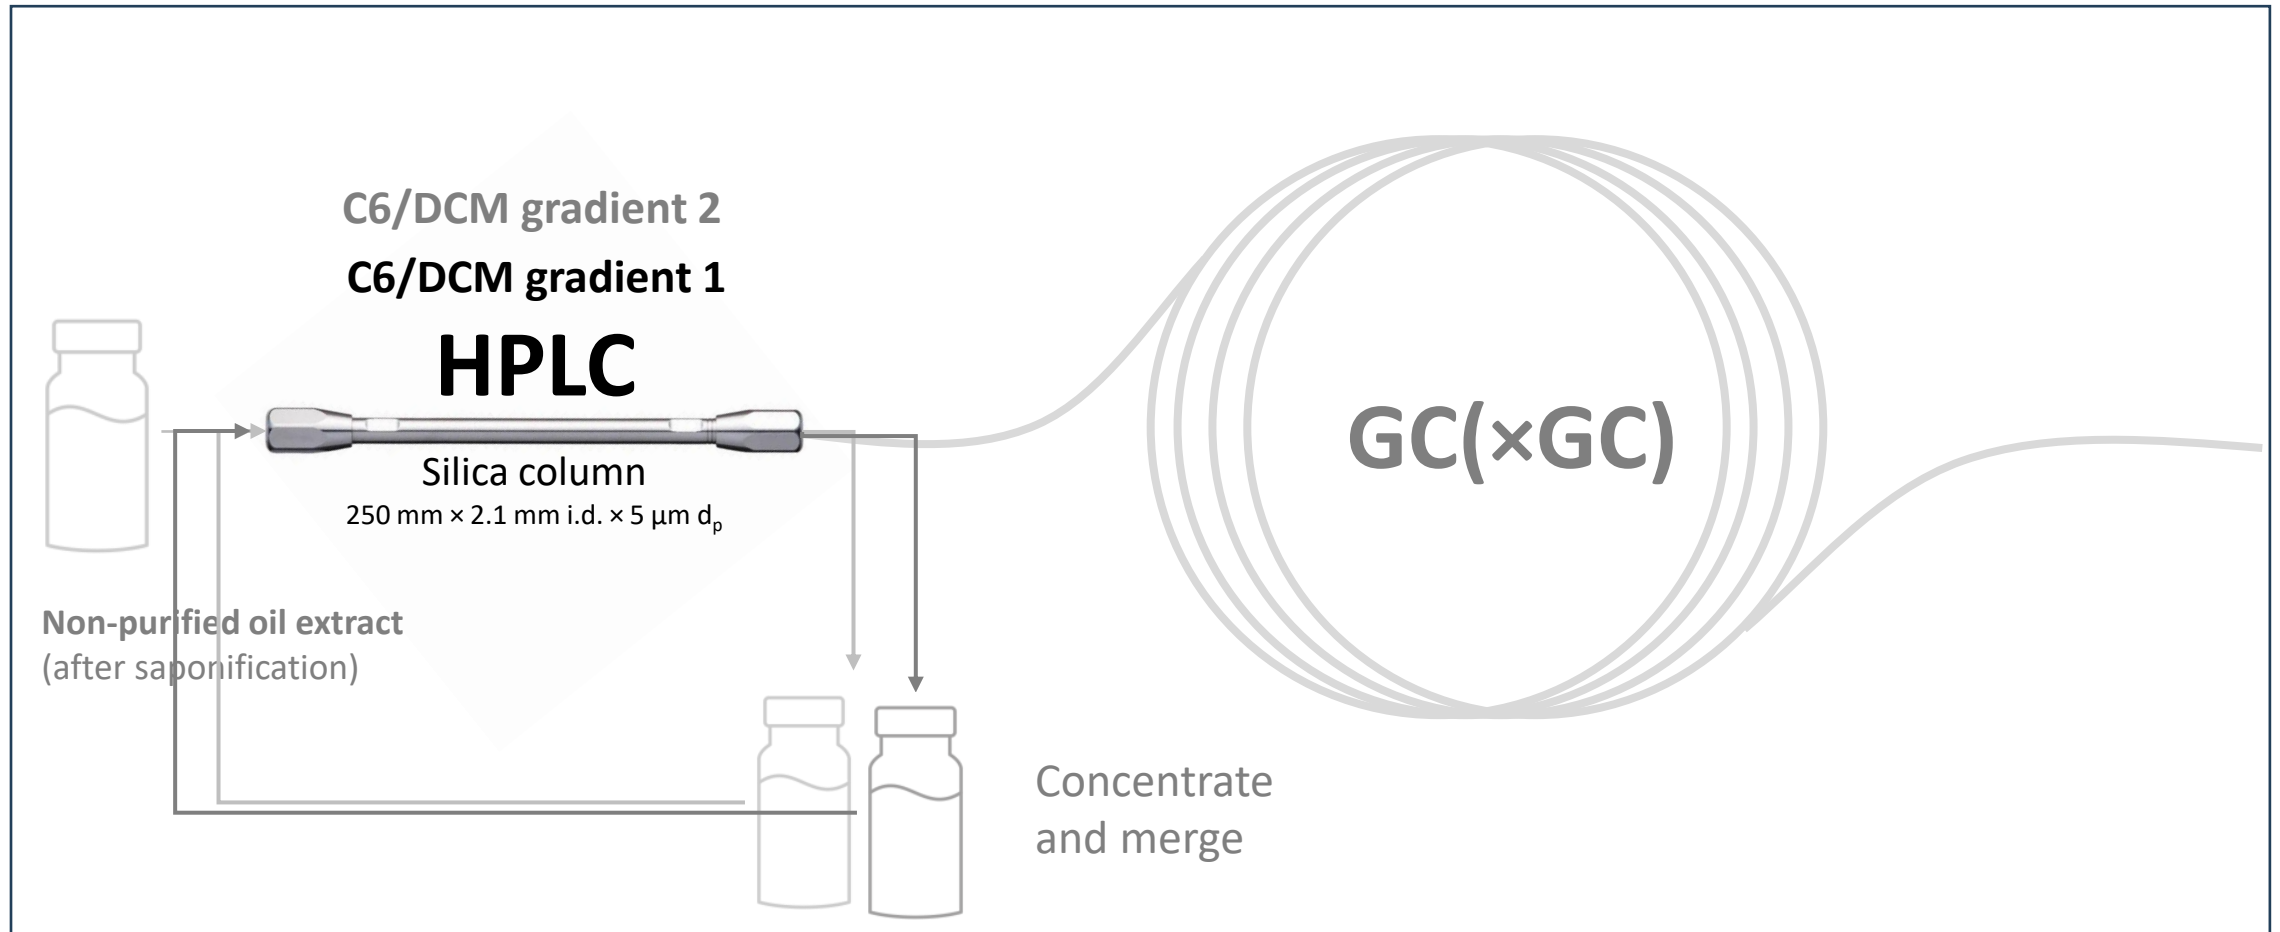 C6/DCM gradient 2
C6/DCM gradient 1
HPLC
Silica column
250 mm × 2.1 mm i.d. × 5 µm dp
Non-purified oil extract
(after saponification)
GC(×GC)
Concentrate
and merge